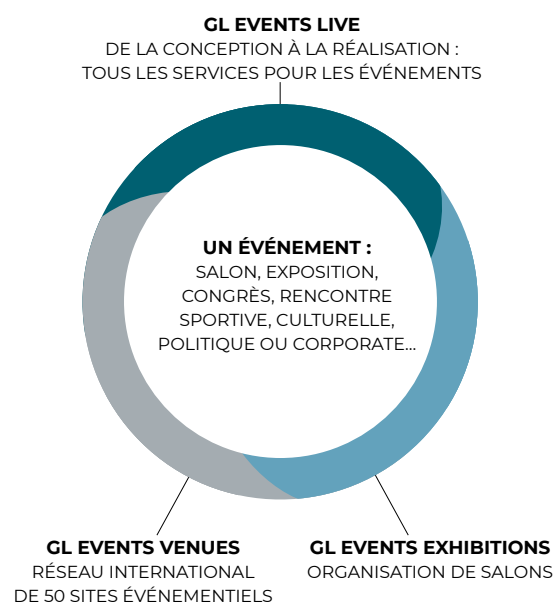 GL EVENTS LIVE
DE LA CONCEPTION À LA RÉALISATION :
TOUS LES SERVICES POUR LES ÉVÉNEMENTS
UN ÉVÉNEMENT :
SALON, EXPOSITION,
CONGRÈS, RENCONTRE
SPORTIVE, CULTURELLE,
POLITIQUE OU CORPORATE...
GL EVENTS VENUES
RÉSEAU INTERNATIONAL
DE 50 SITES ÉVÉNEMENTIELS
GL EVENTS EXHIBITIONS
ORGANISATION DE SALONS